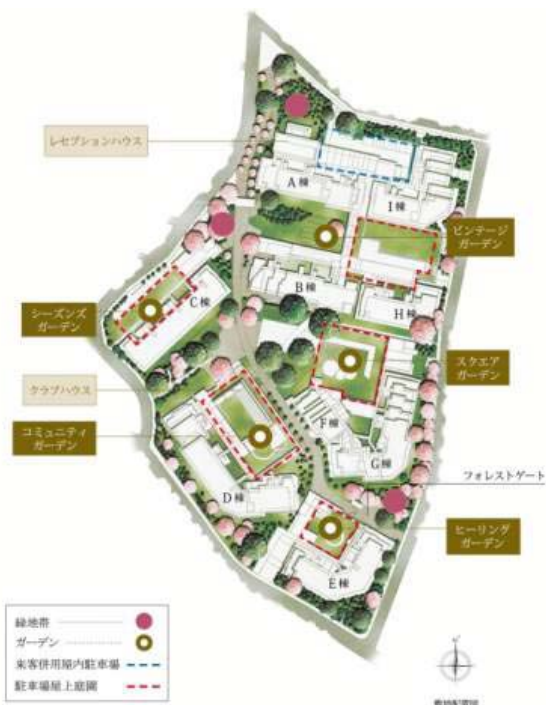 レセプションハウス
A棟
I棟
ビンテージ
ガーデン
C棟
B棟
H棟
シーズンズ
ガーデン
スクエア
ガーデン
クラブハウス
コミュニティ
ガーデン
F棟
G棟
フォレストゲート
D棟
ヒーリング
ガーデン
E棟
緑地帯
ガーデン
来客併用屋内駐車場
駐車場屋上庭園
敷地配置図